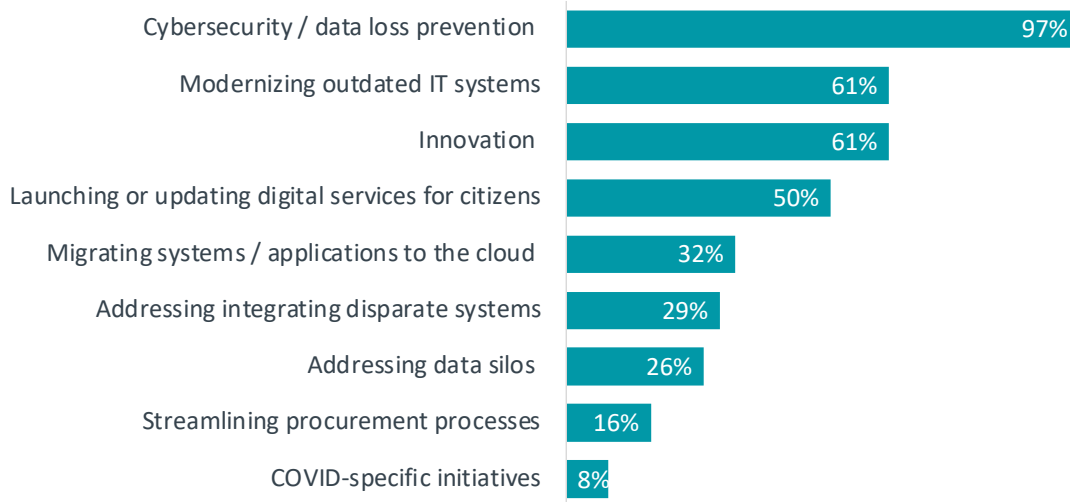 Cybersecurity / data loss prevention 97%
Modernizing outdated IT systems 61%
Innovation 61%
Launching or updating digital services for citizens 50%
Migrating systems / applications to the cloud 32%
Addressing integrating disparate systems 29%
Addressing data silos 26%
Streamlining procurement processes 16%
COVID-specific initiatives 8%